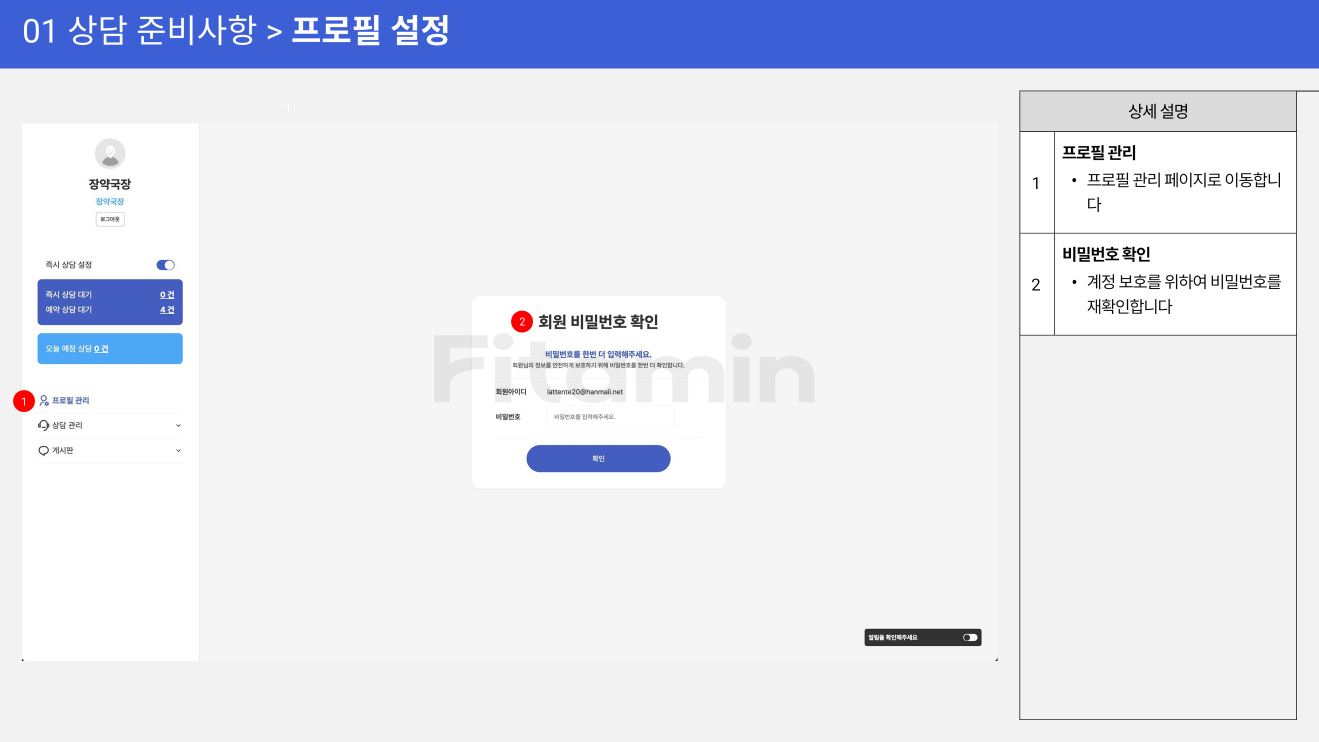 01 상담 준비사항 > 프로필 설정
1
장약국장
장약국장
로그아웃
즉시 상담 설정
즉시 상담 대기 0 건
예약 상담 대기 4 건
오늘 예정 상담 0 건
1 프로필 관리
상담 관리
게시판
Fitamin
2 회원 비밀번호 확인
비밀번호를 한번 더 입력해주세요.
회원님의 정보를 안전하게 보호하기 위해 비밀번호를 한번 더 확인합니다.
회원아이디 lattente20@hanmail.net
비밀번호 비밀번호를 입력해주세요.
확인
알림을 확인해주세요
상세 설명
1
프로필 관리
• 프로필 관리 페이지로 이동합니
다
2
비밀번호 확인
• 계정 보호를 위하여 비밀번호를
재확인합니다